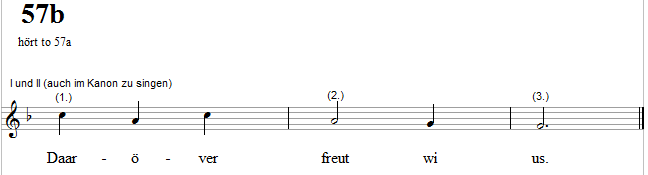 57b
hört to 57a
I und II (auch im Kanon zu singen)
(1.) (2.) (3.)
Daar - ö - ver freut wi us.